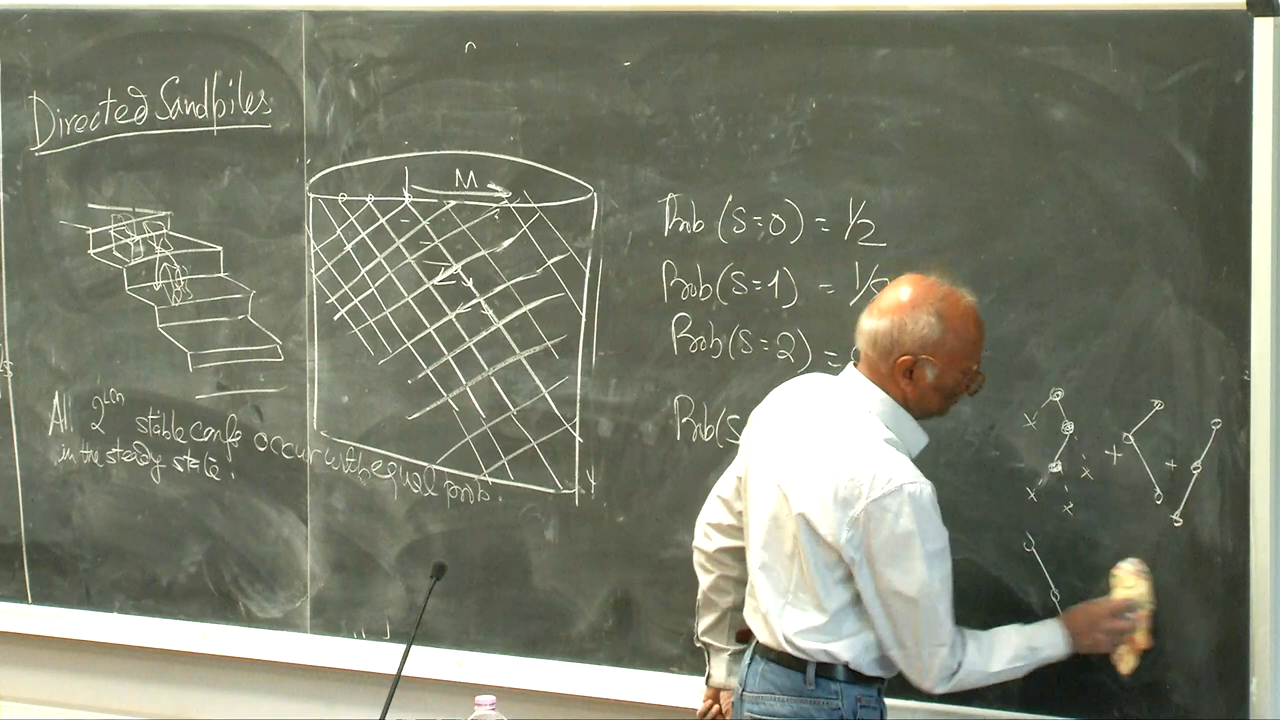 Directed Sandpiles
M
All 2^{LM} stable confs occur with equal prob.
in the steady state.
Prob (S=0) = 1/2
Prob (S=1) =
Prob (S=2) =
Prob(S